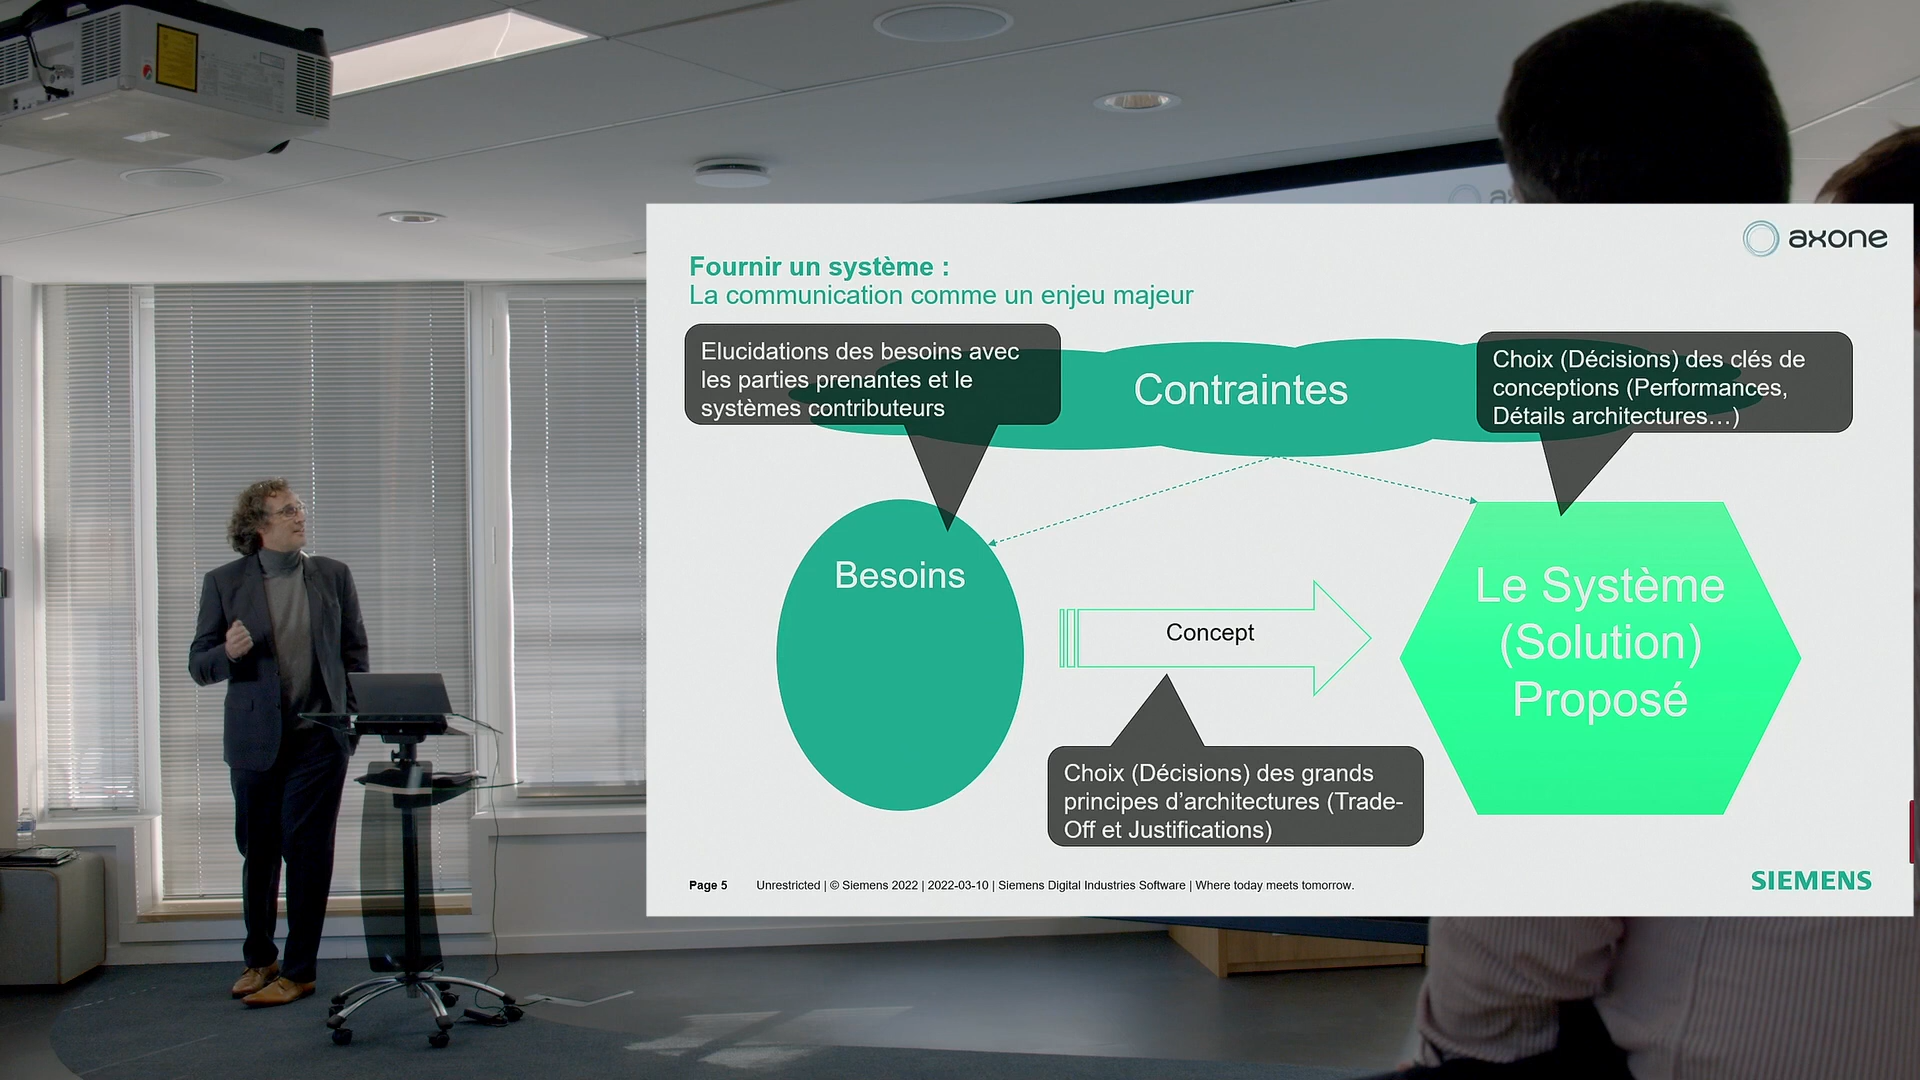 axone
Fournir un système :
La communication comme un enjeu majeur
Elucidations des besoins avec
les parties prenantes et le
systèmes contributeurs
Contraintes
Choix (Décisions) des clés de
conceptions (Performances,
Détails architectures…)
Besoins
Concept
Le Système
(Solution)
Proposé
Choix (Décisions) des grands
principes d’architectures (Trade-
Off et Justifications)
Page 5 Unrestricted | © Siemens 2022 | 2022-03-10 | Siemens Digital Industries Software | Where today meets tomorrow.
SIEMENS